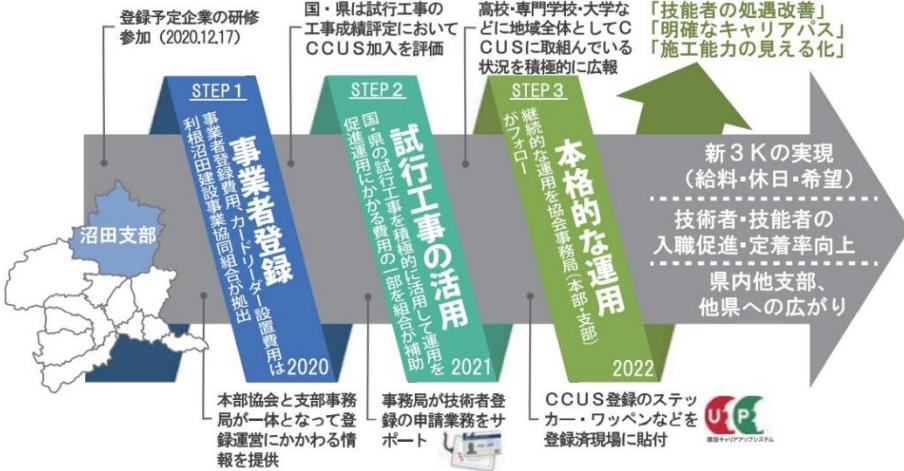 登録予定企業の研修
参加（2020.12.17）
国・県は試行工事の
工事成績評定において
CCUS加入を評価
高校・専門学校・大学な
どに地域全体としてC
CUSに取組んでいる
状況を積極的に広報
「技能者の処遇改善」
「明確なキャリアパス」
「施工能力の見える化」
沼田支部
STEP 1
事業者登録
事業者登録費用、カードリーダー設置費用は
利根沼田建設事業協同組合が拠出
2020
STEP 2
試行工事の活用
国・県の試行工事を積極的に活用して運用を
促進運用にかかる費用の一部を組合が補助
2021
STEP 3
本格的な運用
継続的な運用を協会事務局（本部・支部）
がフォロー
2022
新３Kの実現
（給料・休日・希望）
技術者・技能者の
入職促進・定着率向上
県内他支部、
他県への広がり
本部協会と支部事務
局が一体となって登
録運営にかかわる情
報を提供
事務局が技術者登
録の申請業務をサ
ポート
CCUS登録のステッ
カー・ワッペンなどを
登録済現場に貼付
建設キャリアアップシステム